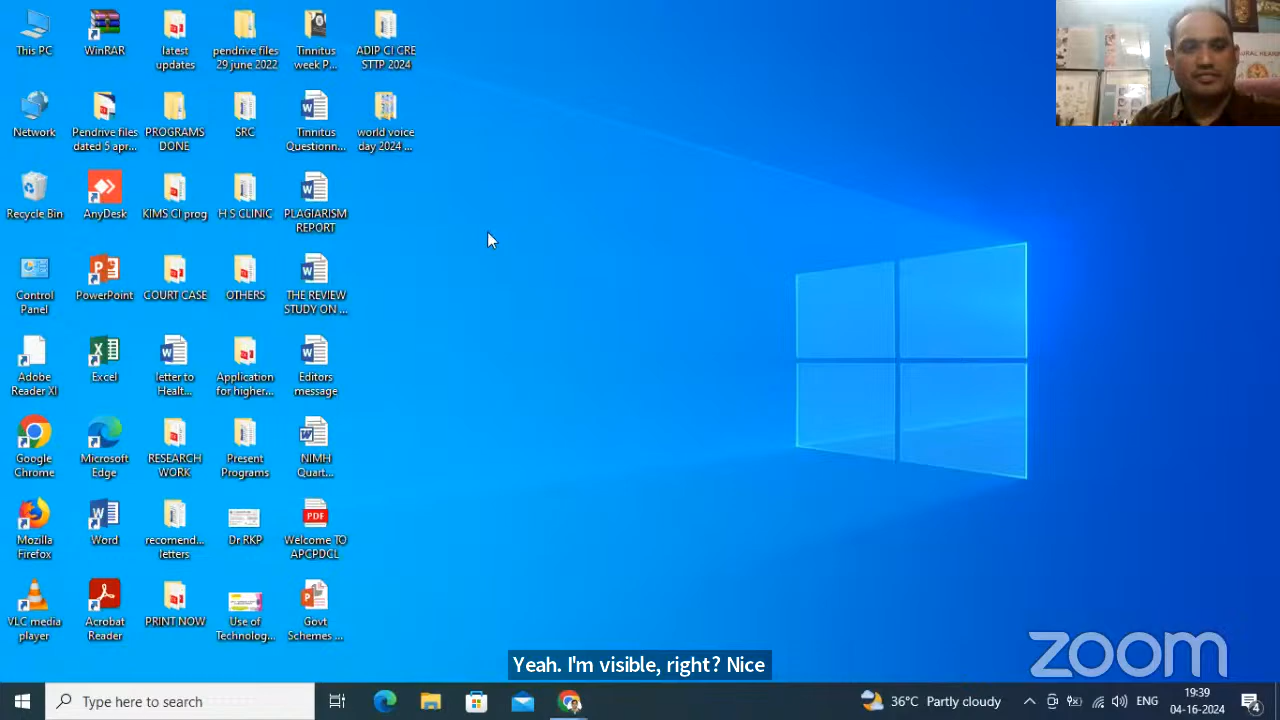 This PC
WinRAR
latest
updates
pendrive files
29 june 2022
Tinnitus
week P...
ADIP CI CRE
STTP 2024
Network
Pendrive files
dated 5 apr...
PROGRAMS
DONE
SRC
Tinnitus
Questionn...
world voice
day 2024 ...
Recycle Bin
AnyDesk
KIMS CI prog
H S CLINIC
PLAGIARISM
REPORT
Control
Panel
PowerPoint
COURT CASE
OTHERS
THE REVIEW
STUDY ON ...
Adobe
Reader XI
Excel
letter to
Healt...
Application
for higher...
Editors
message
Google
Chrome
Microsoft
Edge
RESEARCH
WORK
Present
Programs
NIMH
Quart...
Mozilla
Firefox
Word
recomend...
letters
Dr RKP
PDF
Welcome TO
APCPDCL
VLC media
player
Acrobat
Reader
PRINT NOW
Use of
Technolog...
Govt
Schemes ...
zoom
Yeah. I'm visible, right? Nice
Type here to search
36°C Partly cloudy
ENG
19:39
04-16-2024
4